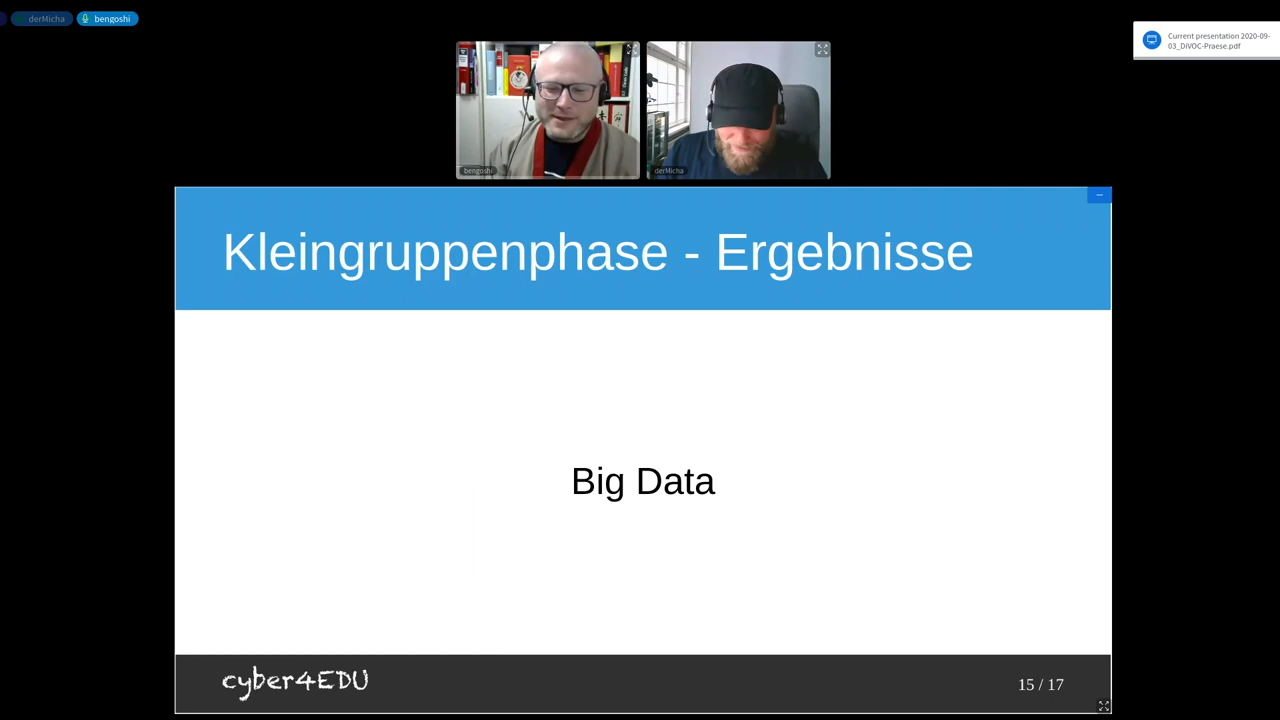 derMicha
bengoshi
Current presentation 2020-09-
03_DiVOC-Praese.pdf
bengoshi
derMicha
Kleingruppenphase - Ergebnisse
Big Data
cyber4EDU
15 / 17